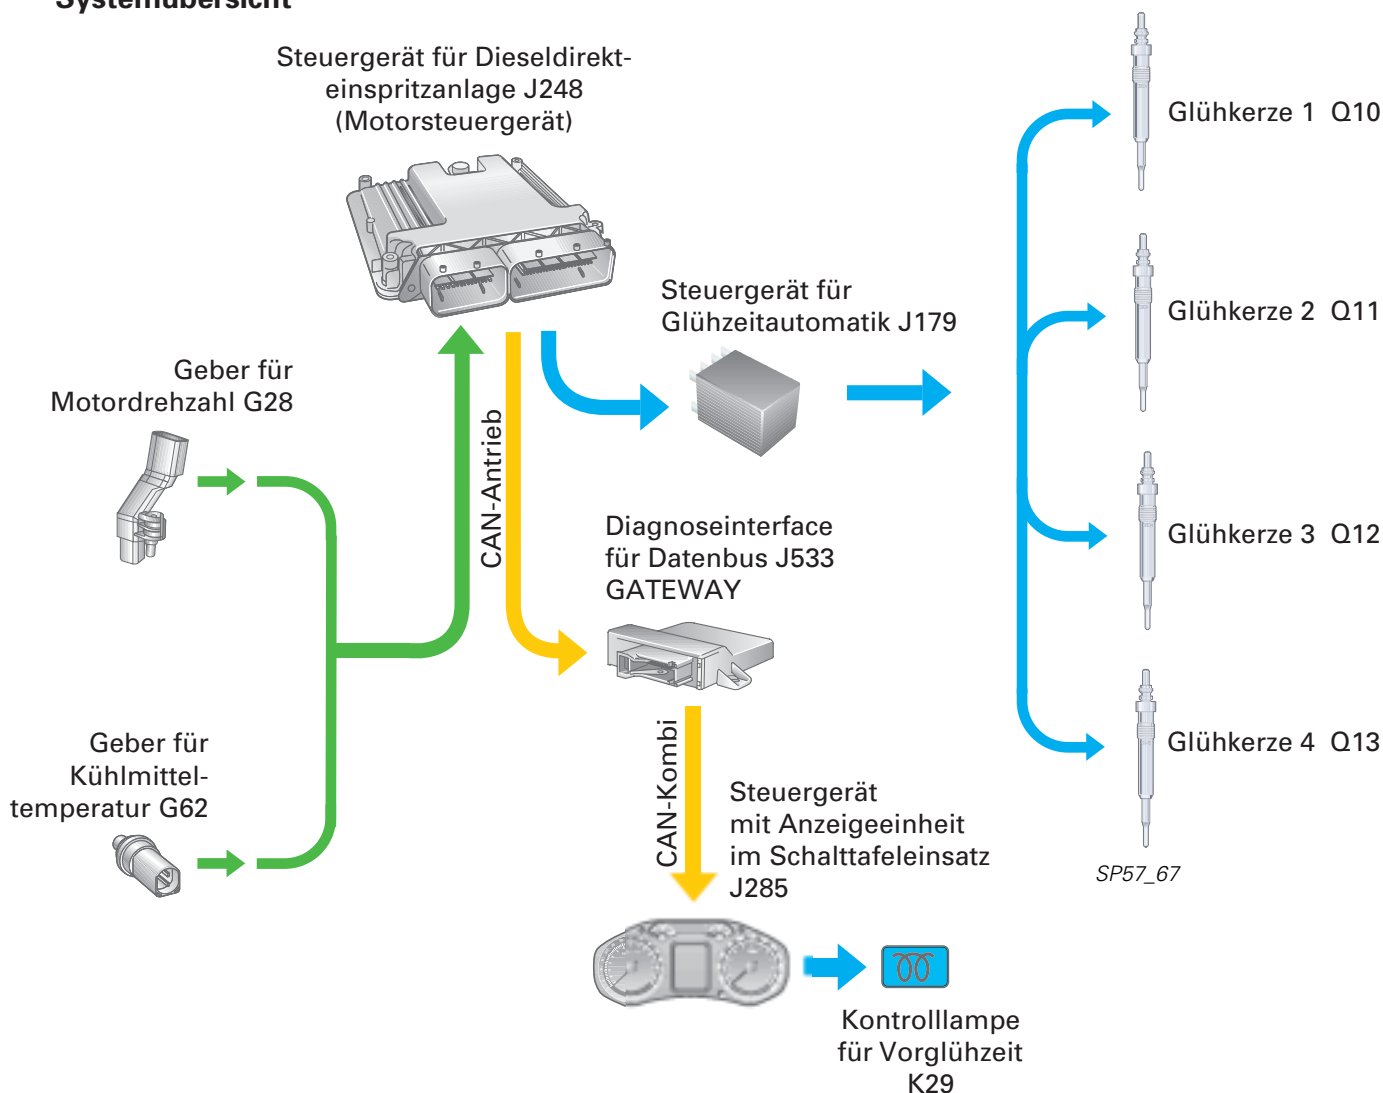 Systemübersicht
Steuergerät für Dieseldirekt-
einspritzanlage J248
(Motorsteuergerät)
Glühkerze 1 Q10
Steuergerät für
Glühzeitautomatik J179
Glühkerze 2 Q11
Geber für
Motordrehzahl G28
CAN-Antrieb
Diagnoseinterface
für Datenbus J533
GATEWAY
Glühkerze 3 Q12
Geber für
Kühlmittel-
temperatur G62
CAN-Kombi
Steuergerät
mit Anzeigeeinheit
im Schalttafeleinsatz
J285
Glühkerze 4 Q13
SP57_67
Kontrolllampe
für Vorglühzeit
K29